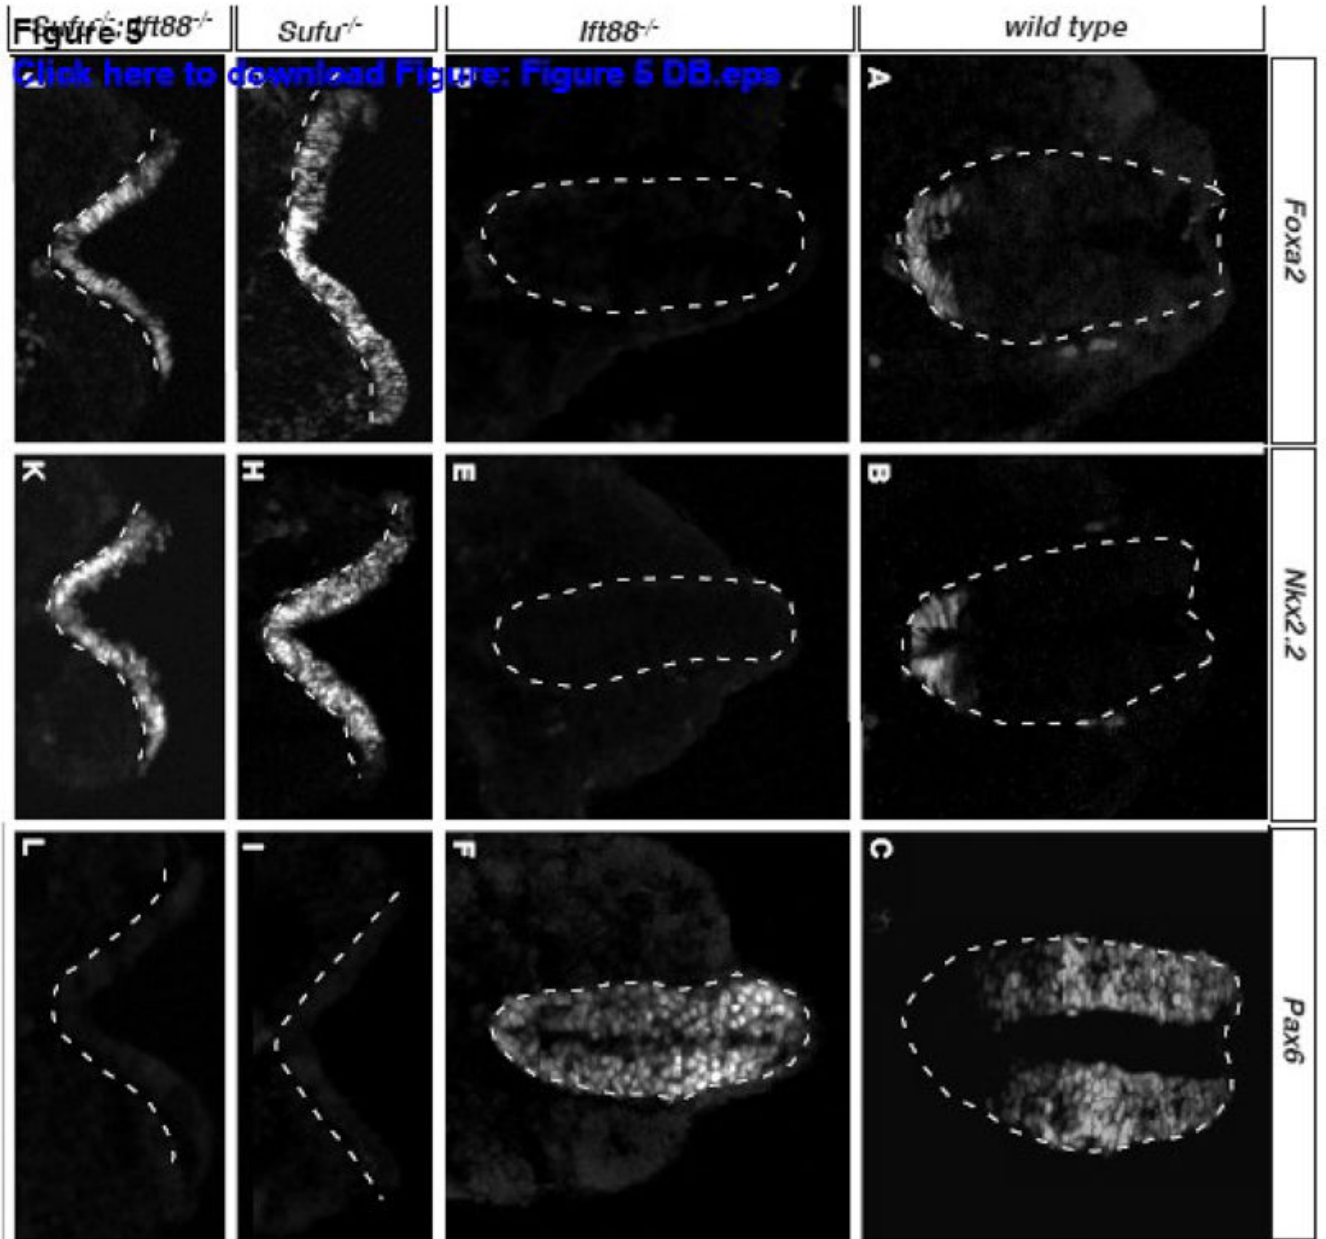 Figure 5
Click here to download Figure: Figure 5 DB.eps
Sufu-/-;Ift88-/-
Sufu-/-
Ift88-/-
wild type
Foxa2
Nkx2.2
Pax6
A
B
C
E
F
H
I
K
L